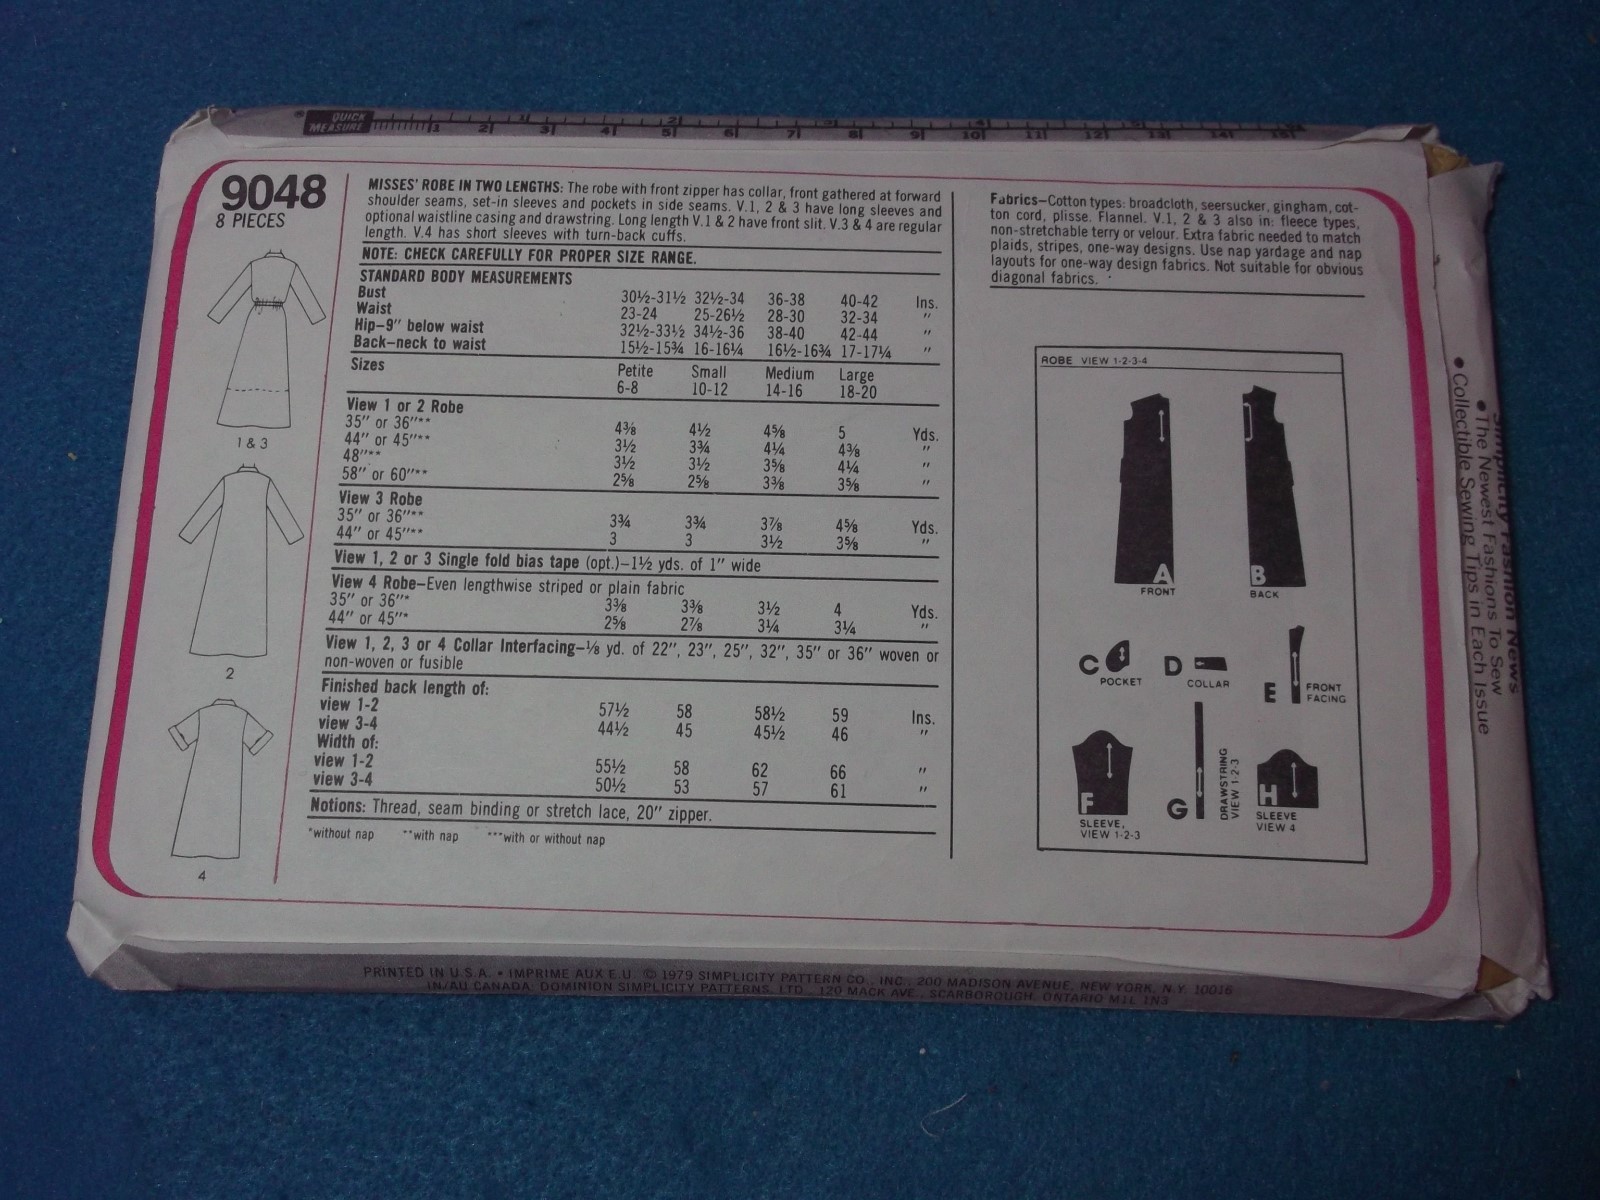 QUICK
MEASURE
1 2 3 4 5 6 7 8 9 10 11 12 13 14 15
9048
8 PIECES
1 & 3
2
4
MISSES' ROBE IN TWO LENGTHS: The robe with front zipper has collar, front gathered at forward
shoulder seams, set-in sleeves and pockets in side seams. V.1, 2 & 3 have long sleeves and
optional waistline casing and drawstring. Long length V.1 & 2 have front slit. V.3 & 4 are regular
length. V.4 has short sleeves with turn-back cuffs.
NOTE: CHECK CAREFULLY FOR PROPER SIZE RANGE.
STANDARD BODY MEASUREMENTS
Bust 30½-31½ 32½-34 36-38 40-42 Ins.
Waist 23-24 25-26½ 28-30 32-34 "
Hip–9" below waist 32½-33½ 34½-36 38-40 42-44 "
Back–neck to waist 15½-15¾ 16-16¼ 16½-16¾ 17-17¼ "
Sizes Petite Small Medium Large
6-8 10-12 14-16 18-20
View 1 or 2 Robe
35" or 36"** 4⅜ 4½ 4⅝ 5 Yds.
44" or 45"** 3½ 3¾ 4¼ 4⅜ "
48"** 3½ 3½ 3⅝ 4¼ "
58" or 60"** 2⅝ 2⅝ 3⅜ 3⅝ "
View 3 Robe
35" or 36"** 3¾ 3¾ 3⅞ 4⅝ Yds.
44" or 45"** 3 3 3½ 3⅝ "
View 1, 2 or 3 Single fold bias tape (opt.)–1½ yds. of 1" wide
View 4 Robe–Even lengthwise striped or plain fabric
35" or 36"* 3⅜ 3⅜ 3½ 4 Yds.
44" or 45"* 2⅝ 2⅞ 3¼ 3¼ "
View 1, 2, 3 or 4 Collar Interfacing–⅛ yd. of 22", 23", 25", 32", 35" or 36" woven or
non-woven or fusible
Finished back length of:
view 1-2 57½ 58 58½ 59 Ins.
view 3-4 44½ 45 45½ 46 "
Width of:
view 1-2 55½ 58 62 66 "
view 3-4 50½ 53 57 61 "
Notions: Thread, seam binding or stretch lace, 20" zipper.
*without nap **with nap ***with or without nap
Fabrics–Cotton types: broadcloth, seersucker, gingham, cot-
ton cord, plisse. Flannel. V.1, 2 & 3 also in: fleece types,
non-stretchable terry or velour. Extra fabric needed to match
plaids, stripes, one-way designs. Use nap yardage and nap
layouts for one-way design fabrics. Not suitable for obvious
diagonal fabrics.
ROBE VIEW 1-2-3-4
A
FRONT
B
BACK
C
POCKET
D
COLLAR
E
FRONT
FACING
F
SLEEVE,
VIEW 1-2-3
G
DRAWSTRING
VIEW 1-2-3
H
SLEEVE
VIEW 4
Simplicity Fashion News
• The Newest Fashions To Sew
• Collectible Sewing Tips in Each Issue
PRINTED IN U.S.A. • IMPRIME AUX E.U. © 1979 SIMPLICITY PATTERN CO., INC., 200 MADISON AVENUE, NEW YORK, N.Y. 10016
IN/AU CANADA: DOMINION SIMPLICITY PATTERNS, LTD., 120 MACK AVE., SCARBOROUGH, ONTARIO M1L 1N3